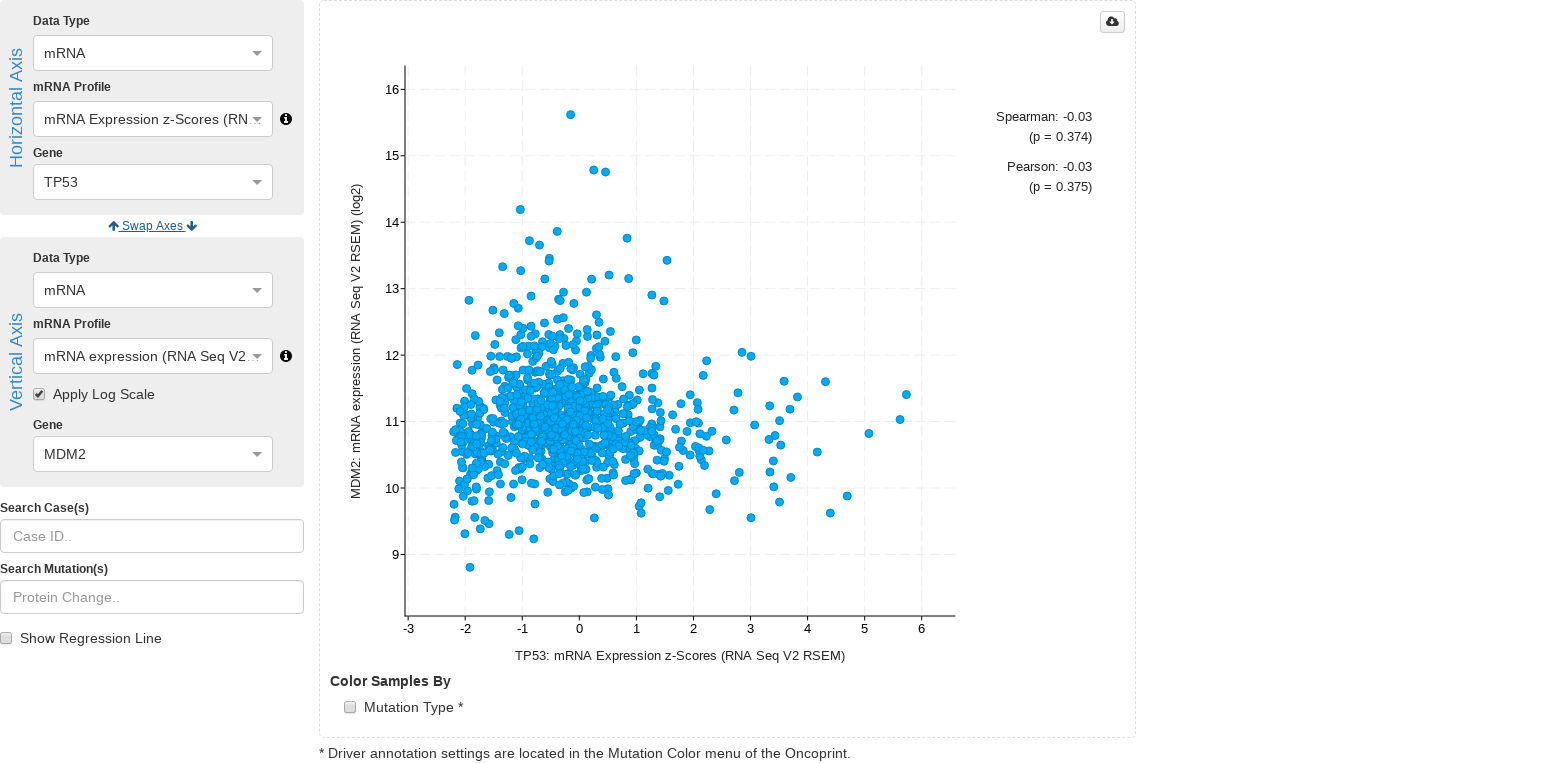 Horizontal Axis
Data Type
mRNA
mRNA Profile
mRNA Expression z-Scores (RN...
Gene
TP53
Swap Axes
Vertical Axis
Data Type
mRNA
mRNA Profile
mRNA expression (RNA Seq V2...
Apply Log Scale
Gene
MDM2
Search Case(s)
Case ID..
Search Mutation(s)
Protein Change..
Show Regression Line
MDM2: mRNA expression (RNA Seq V2 RSEM) (log2)
16
15
14
13
12
11
10
9
-3 -2 -1 0 1 2 3 4 5 6
TP53: mRNA Expression z-Scores (RNA Seq V2 RSEM)
Spearman: -0.03
(p = 0.374)
Pearson: -0.03
(p = 0.375)
Color Samples By
Mutation Type *
* Driver annotation settings are located in the Mutation Color menu of the Oncoprint.